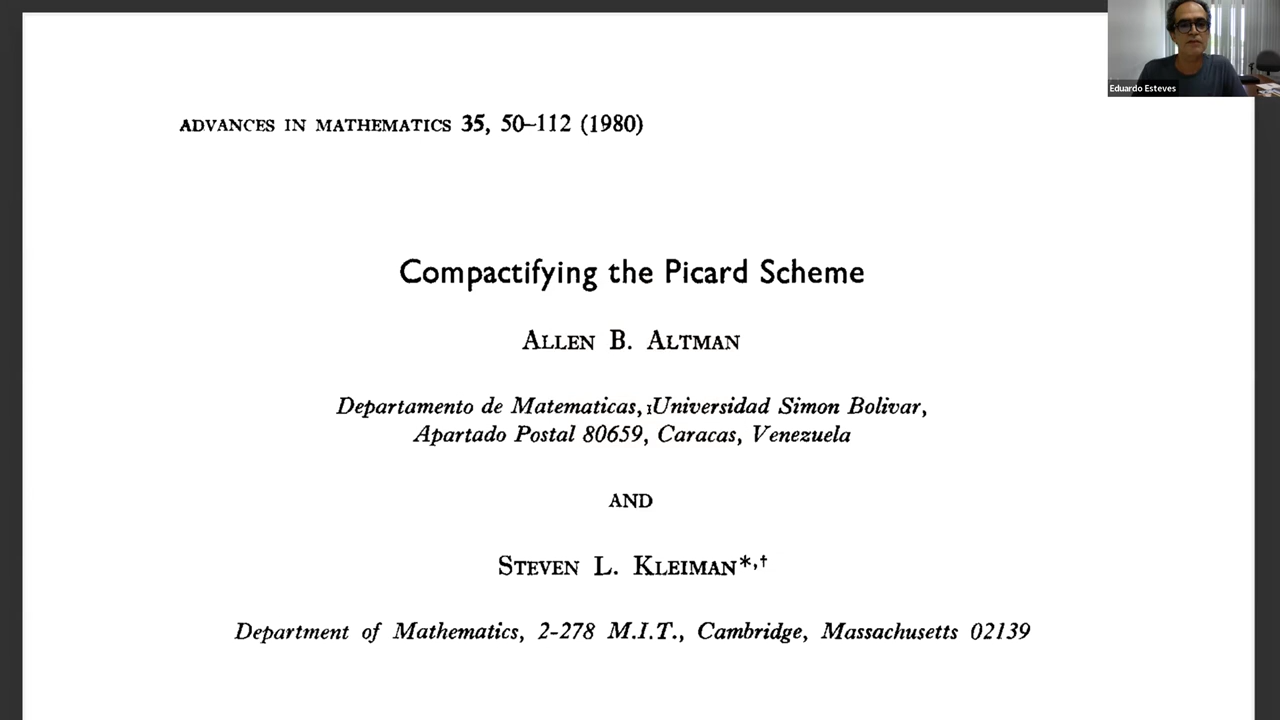 Eduardo Esteves
ADVANCES IN MATHEMATICS 35, 50–112 (1980)
Compactifying the Picard Scheme
ALLEN B. ALTMAN
Departamento de Matematicas, Universidad Simon Bolivar,
Apartado Postal 80659, Caracas, Venezuela
AND
STEVEN L. KLEIMAN*,†
Department of Mathematics, 2-278 M.I.T., Cambridge, Massachusetts 02139